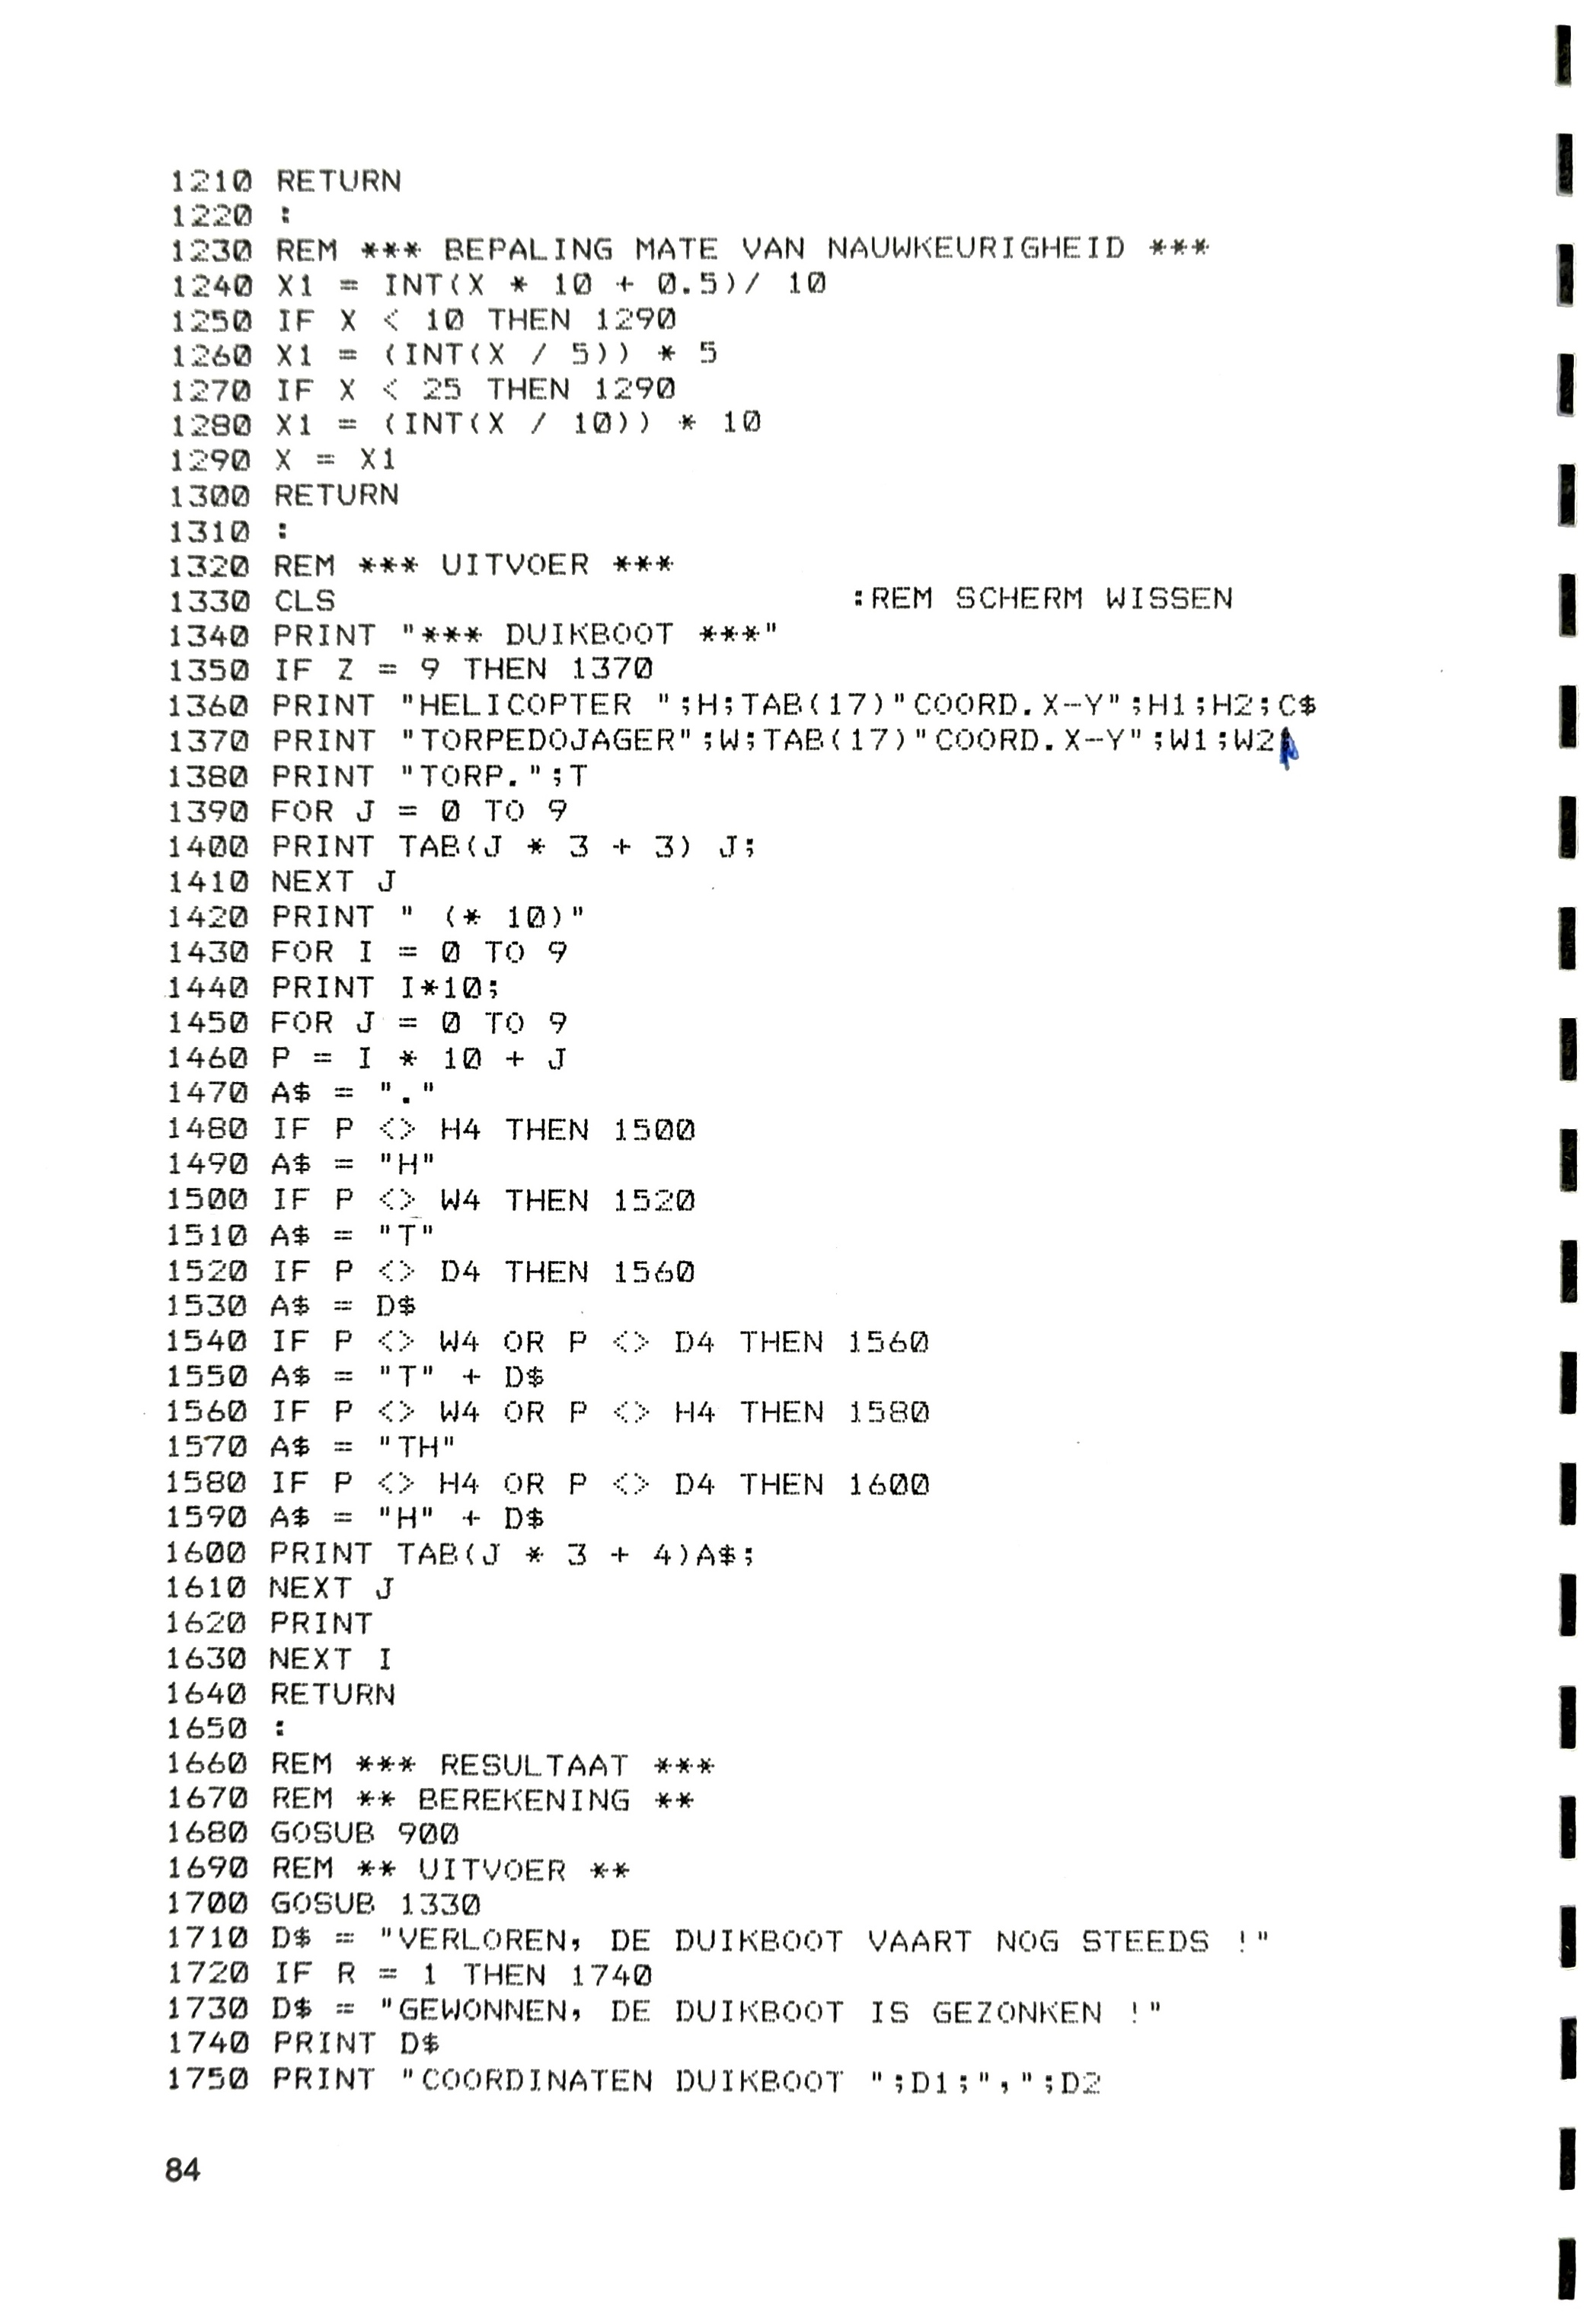 1210 RETURN
1220 :
1230 REM *** BEPALING MATE VAN NAUWKEURIGHEID ***
1240 X1 = INT(X * 10 + 0.5)/ 10
1250 IF X < 10 THEN 1290
1260 X1 = (INT(X / 5)) * 5
1270 IF X < 25 THEN 1290
1280 X1 = (INT(X / 10)) * 10
1290 X = X1
1300 RETURN
1310 :
1320 REM *** UITVOER ***
1330 CLS :REM SCHERM WISSEN
1340 PRINT "*** DUIKBOOT ***"
1350 IF Z = 9 THEN 1370
1360 PRINT "HELICOPTER ";H;TAB(17)"COORD.X-Y";H1;H2;C$
1370 PRINT "TORPEDOJAGER";W;TAB(17)"COORD.X-Y";W1;W2
1380 PRINT "TORP.";T
1390 FOR J = 0 TO 9
1400 PRINT TAB(J * 3 + 3) J;
1410 NEXT J
1420 PRINT " (* 10)"
1430 FOR I = 0 TO 9
1440 PRINT I*10;
1450 FOR J = 0 TO 9
1460 P = I * 10 + J
1470 A$ = "."
1480 IF P <> H4 THEN 1500
1490 A$ = "H"
1500 IF P <> W4 THEN 1520
1510 A$ = "T"
1520 IF P <> D4 THEN 1560
1530 A$ = D$
1540 IF P <> W4 OR P <> D4 THEN 1560
1550 A$ = "T" + D$
1560 IF P <> W4 OR P <> H4 THEN 1580
1570 A$ = "TH"
1580 IF P <> H4 OR P <> D4 THEN 1600
1590 A$ = "H" + D$
1600 PRINT TAB(J * 3 + 4)A$;
1610 NEXT J
1620 PRINT
1630 NEXT I
1640 RETURN
1650 :
1660 REM *** RESULTAAT ***
1670 REM ** BEREKENING **
1680 GOSUB 900
1690 REM ** UITVOER **
1700 GOSUB 1330
1710 D$ = "VERLOREN, DE DUIKBOOT VAART NOG STEEDS !"
1720 IF R = 1 THEN 1740
1730 D$ = "GEWONNEN, DE DUIKBOOT IS GEZONKEN !"
1740 PRINT D$
1750 PRINT "COORDINATEN DUIKBOOT ";D1;",";D2
84